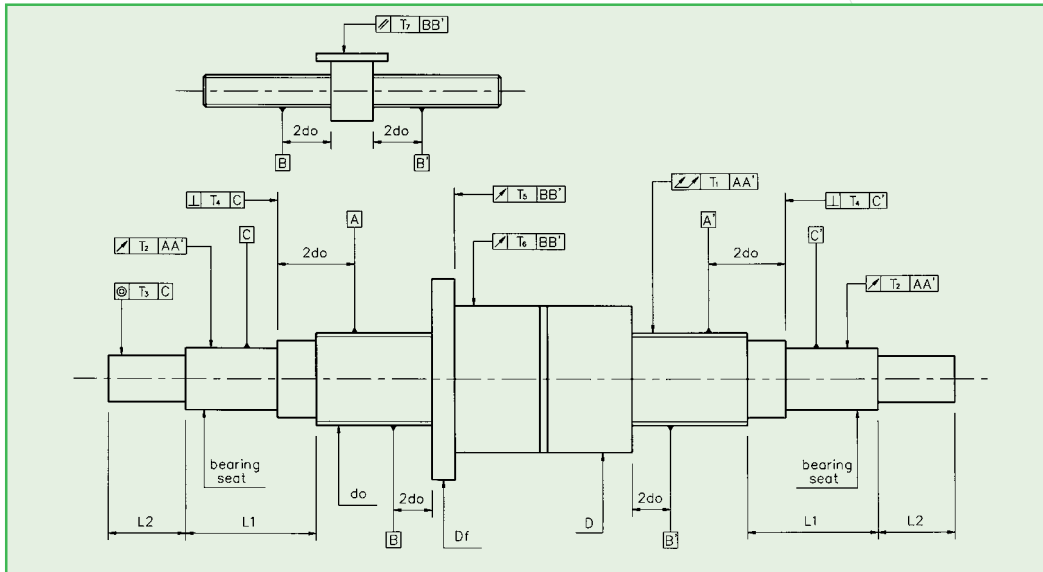 ⫽ T₇ BB'
2do 2do
B B'
⊥ T₄ C
↗ T₅ BB'
⌰ T₁ AA'
⊥ T₄ C'
A
↗ T₆ BB'
A'
↗ T₂ AA'
C
2do
2do
C'
◎ T₃ C
↗ T₂ AA'
bearing
seat
do
2do
2do
bearing
seat
L2 L1
B
Df
D
B'
L1 L2